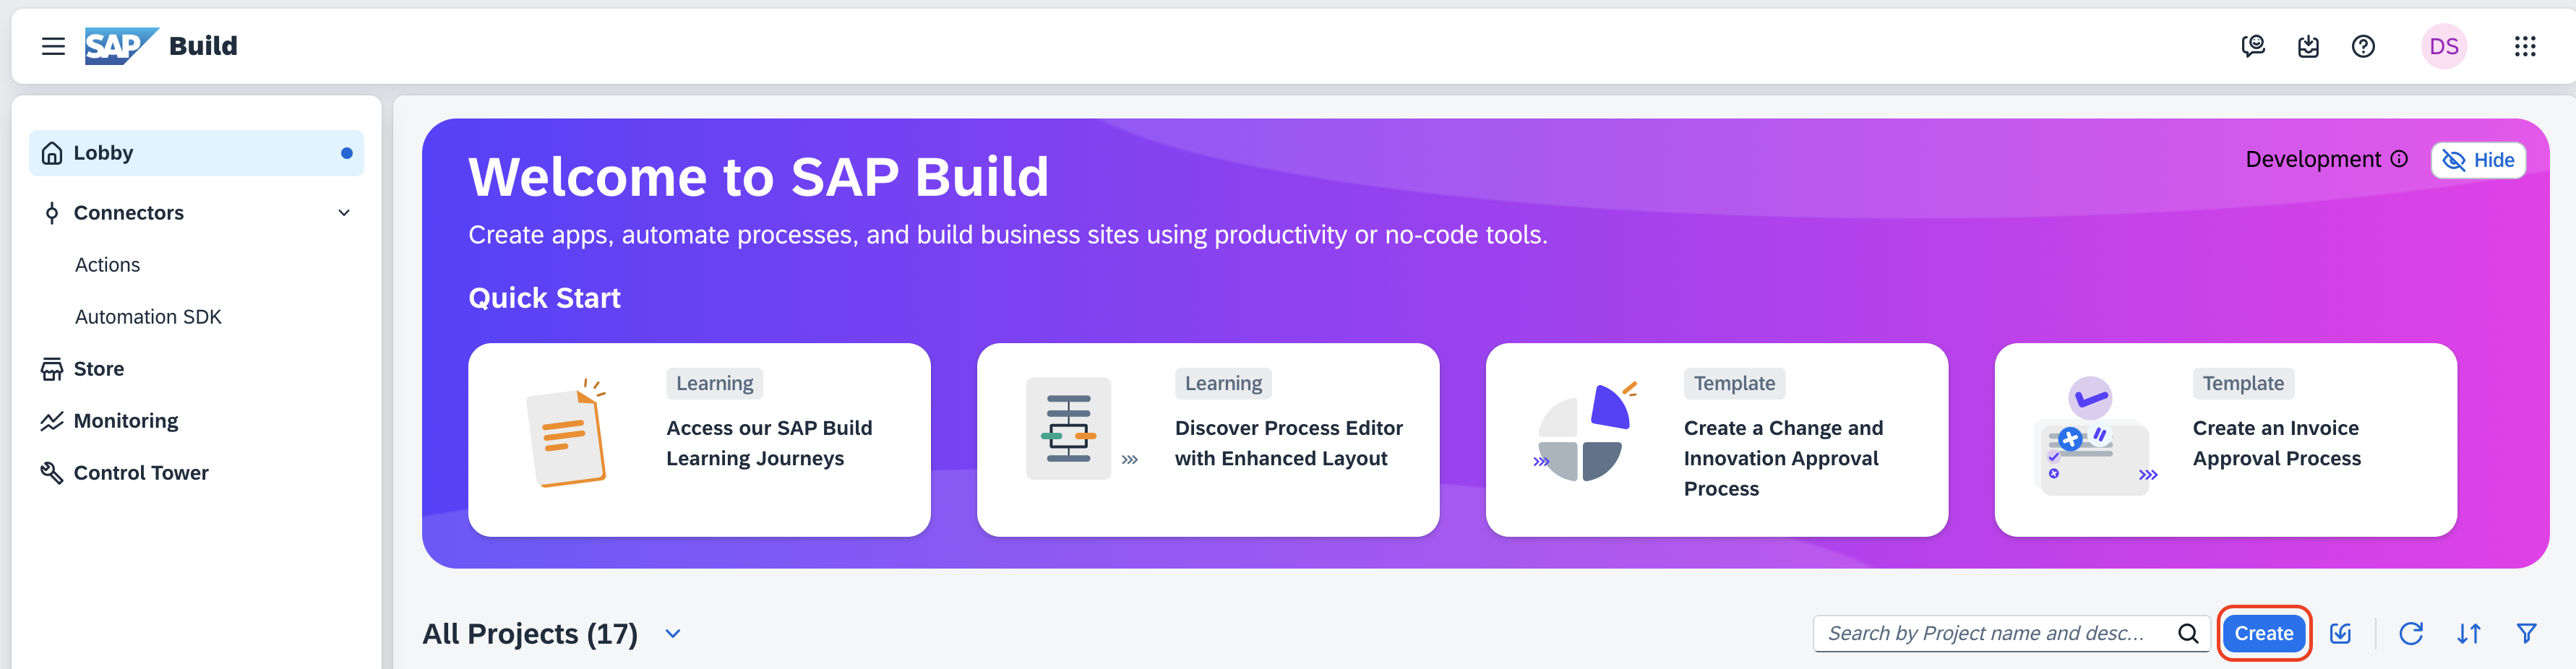 SAP Build
DS
Lobby
Connectors
Actions
Automation SDK
Store
Monitoring
Control Tower
Welcome to SAP Build
Development
Hide
Create apps, automate processes, and build business sites using productivity or no-code tools.
Quick Start
Learning
Access our SAP Build
Learning Journeys
Learning
Discover Process Editor
with Enhanced Layout
Template
Create a Change and
Innovation Approval
Process
Template
Create an Invoice
Approval Process
All Projects (17)
Search by Project name and desc...
Create